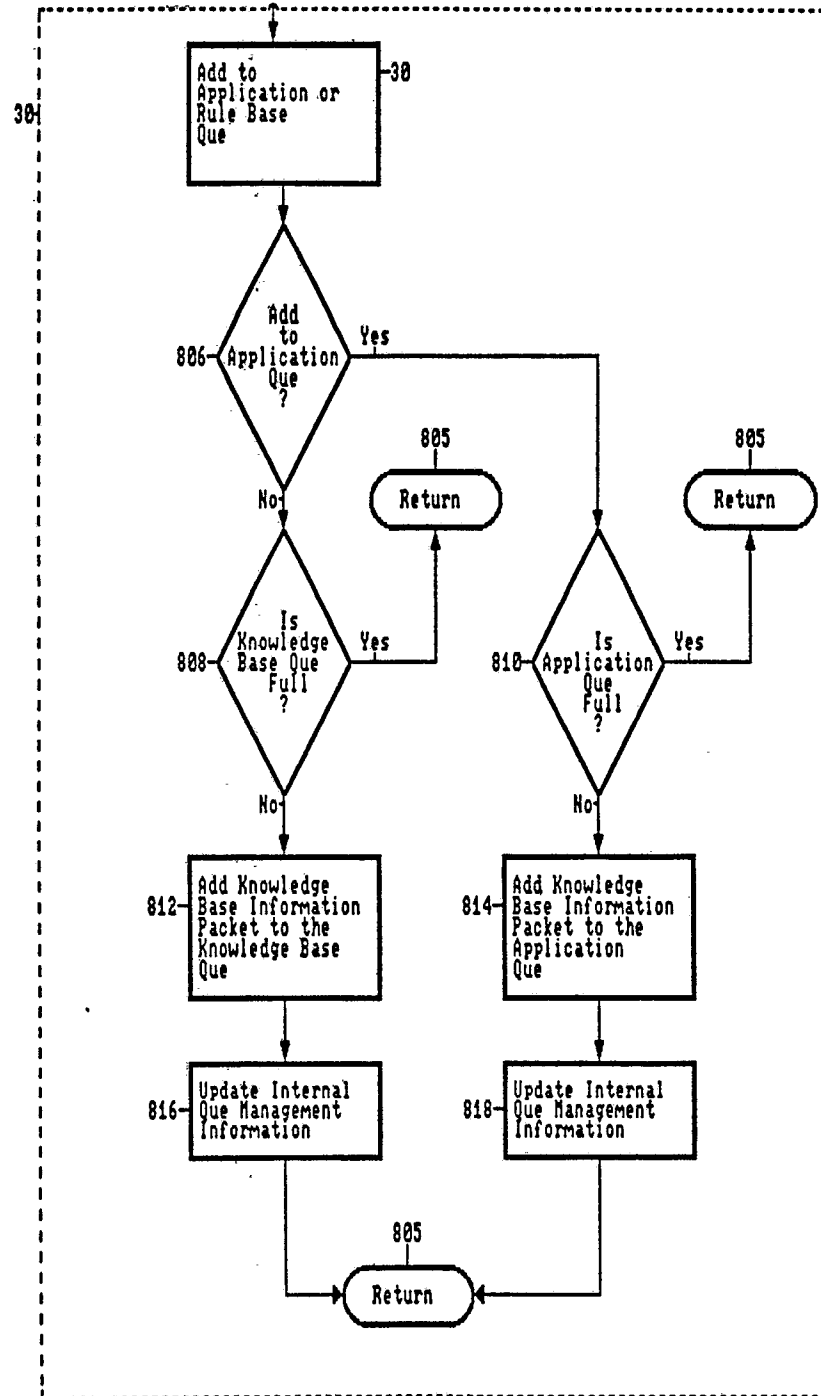 Add to
Application or
Rule Base
Que
30
30
Add
to
Application
Que
?
806
Yes
No
805
Return
805
Return
Is
Knowledge
Base Que
Full
?
808
Yes
No
Is
Application
Que
Full
?
810
Yes
No
Add Knowledge
Base Information
Packet to the
Knowledge Base
Que
812
Add Knowledge
Base Information
Packet to the
Application
Que
814
Update Internal
Que Management
Information
816
Update Internal
Que Management
Information
818
805
Return